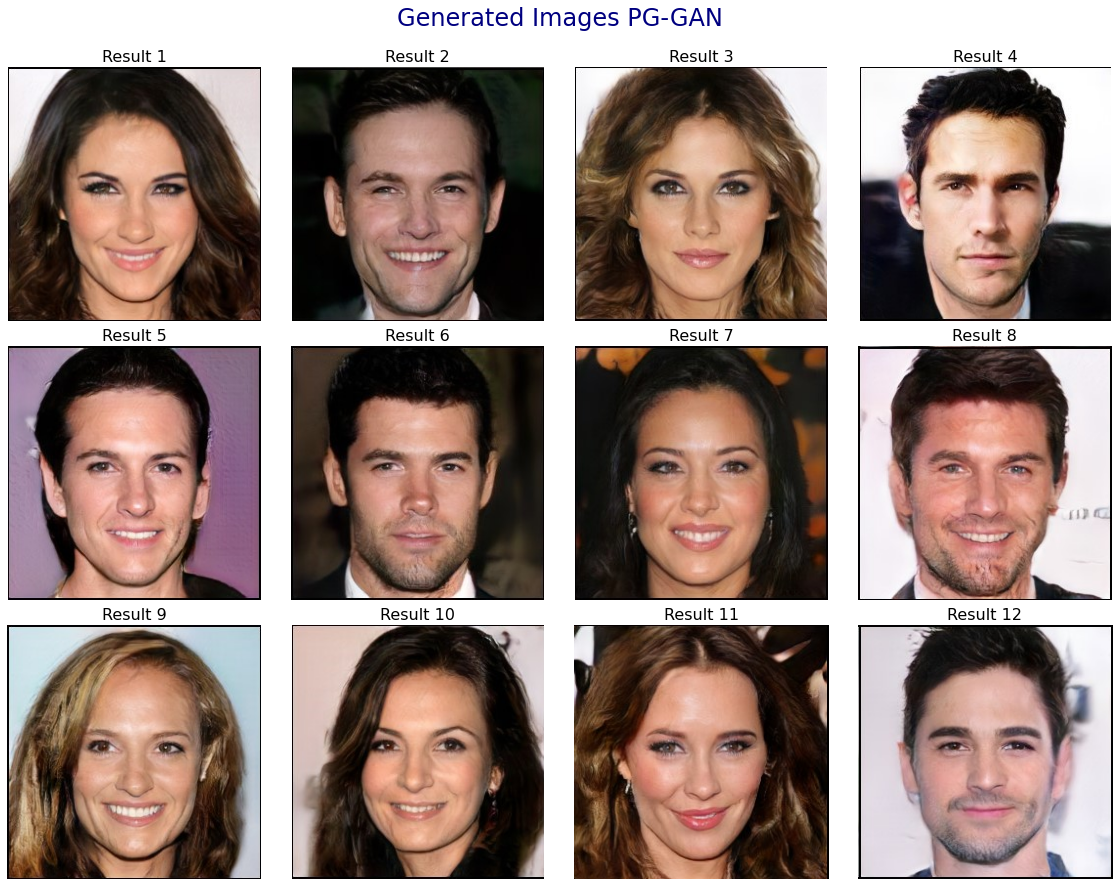 Generated Images PG-GAN
Result 1
Result 2
Result 3
Result 4
Result 5
Result 6
Result 7
Result 8
Result 9
Result 10
Result 11
Result 12